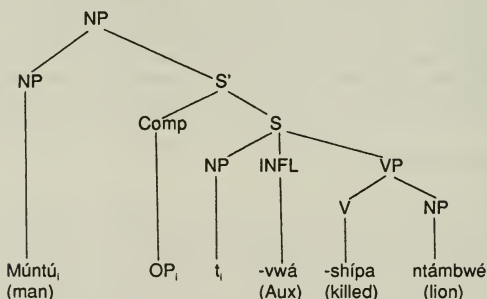 NP
NP S'
Comp S
NP INFL VP
V NP
Múntúᵢ OPᵢ tᵢ -vwá -shípa ntámbwé
(man) (Aux) (killed) (lion)